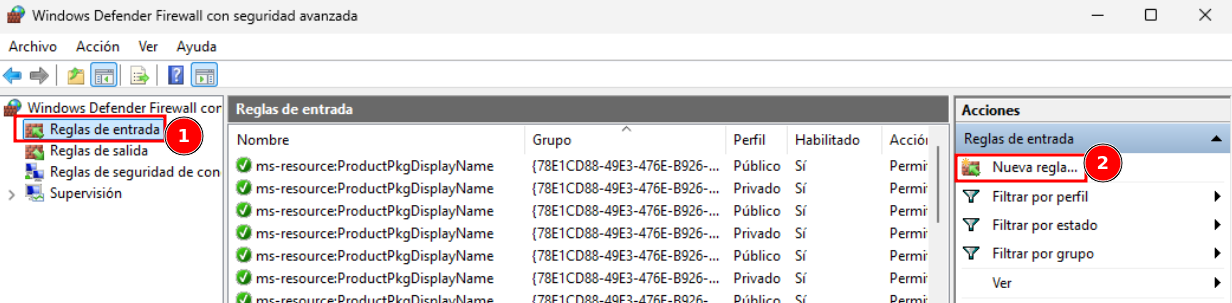 Windows Defender Firewall con seguridad avanzada
Archivo Acción Ver Ayuda
Windows Defender Firewall con
Reglas de entrada
1
Reglas de salida
Reglas de seguridad de con
Supervisión
Reglas de entrada
Nombre Grupo Perfil Habilitado Acció
ms-resource:ProductPkgDisplayName {78E1CD88-49E3-476E-B926-... Público Sí Permi
ms-resource:ProductPkgDisplayName {78E1CD88-49E3-476E-B926-... Privado Sí Permi
ms-resource:ProductPkgDisplayName {78E1CD88-49E3-476E-B926-... Público Sí Permi
ms-resource:ProductPkgDisplayName {78E1CD88-49E3-476E-B926-... Privado Sí Permi
ms-resource:ProductPkgDisplayName {78E1CD88-49E3-476E-B926-... Público Sí Permi
ms-resource:ProductPkgDisplayName {78E1CD88-49E3-476E-B926-... Privado Sí Permi
ms-resource:ProductPkgDisplayName {78E1CD88-49E3-476E-B926-... Público Sí Permi
Acciones
Reglas de entrada
Nueva regla...
2
Filtrar por perfil
Filtrar por estado
Filtrar por grupo
Ver